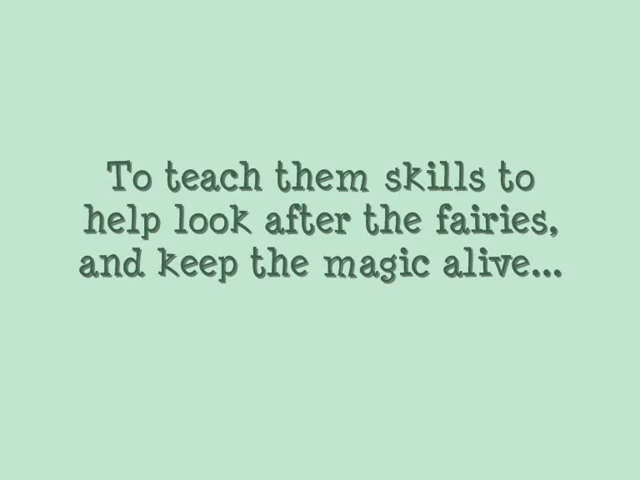 To teach them skills to
help look after the fairies,
and keep the magic alive...